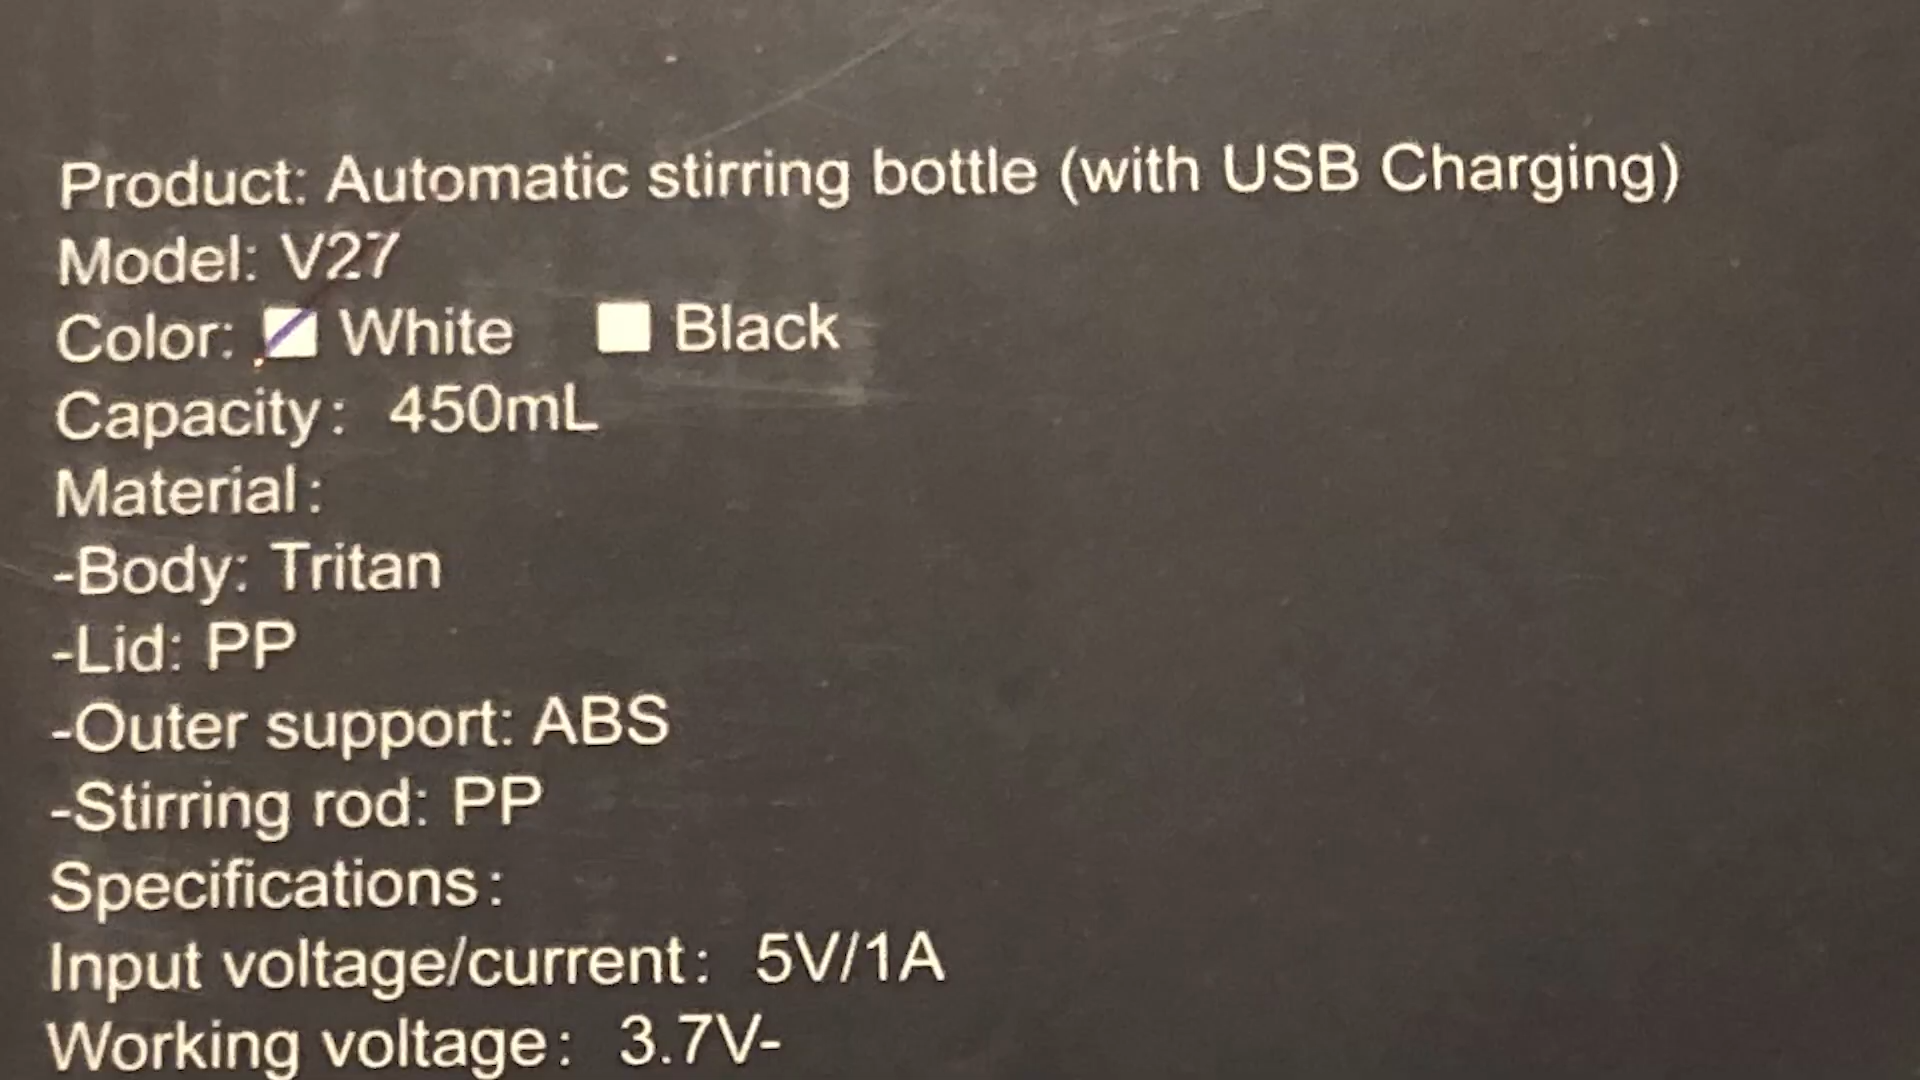 Product: Automatic stirring bottle (with USB Charging)
Model: V27
Color: White Black
Capacity: 450mL
Material:
-Body: Tritan
-Lid: PP
-Outer support: ABS
-Stirring rod: PP
Specifications:
Input voltage/current: 5V/1A
Working voltage: 3.7V-